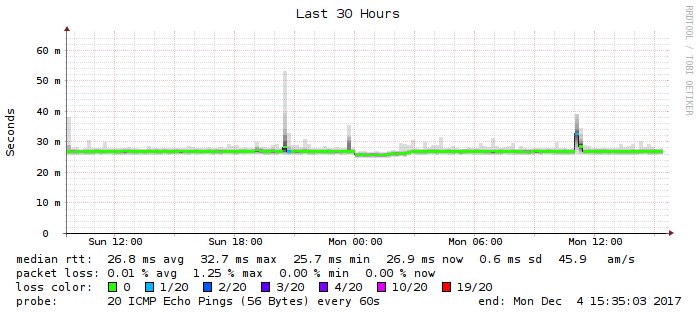 Last 30 Hours
RRDTOOL / TOBI OETIKER
Seconds
60 m
50 m
40 m
30 m
20 m
10 m
0
Sun 12:00 Sun 18:00 Mon 00:00 Mon 06:00 Mon 12:00
median rtt: 26.8 ms avg 32.7 ms max 25.7 ms min 26.9 ms now 0.6 ms sd 45.9 am/s
packet loss: 0.01 % avg 1.25 % max 0.00 % min 0.00 % now
loss color: 0 1/20 2/20 3/20 4/20 10/20 19/20
probe: 20 ICMP Echo Pings (56 Bytes) every 60s end: Mon Dec 4 15:35:03 2017